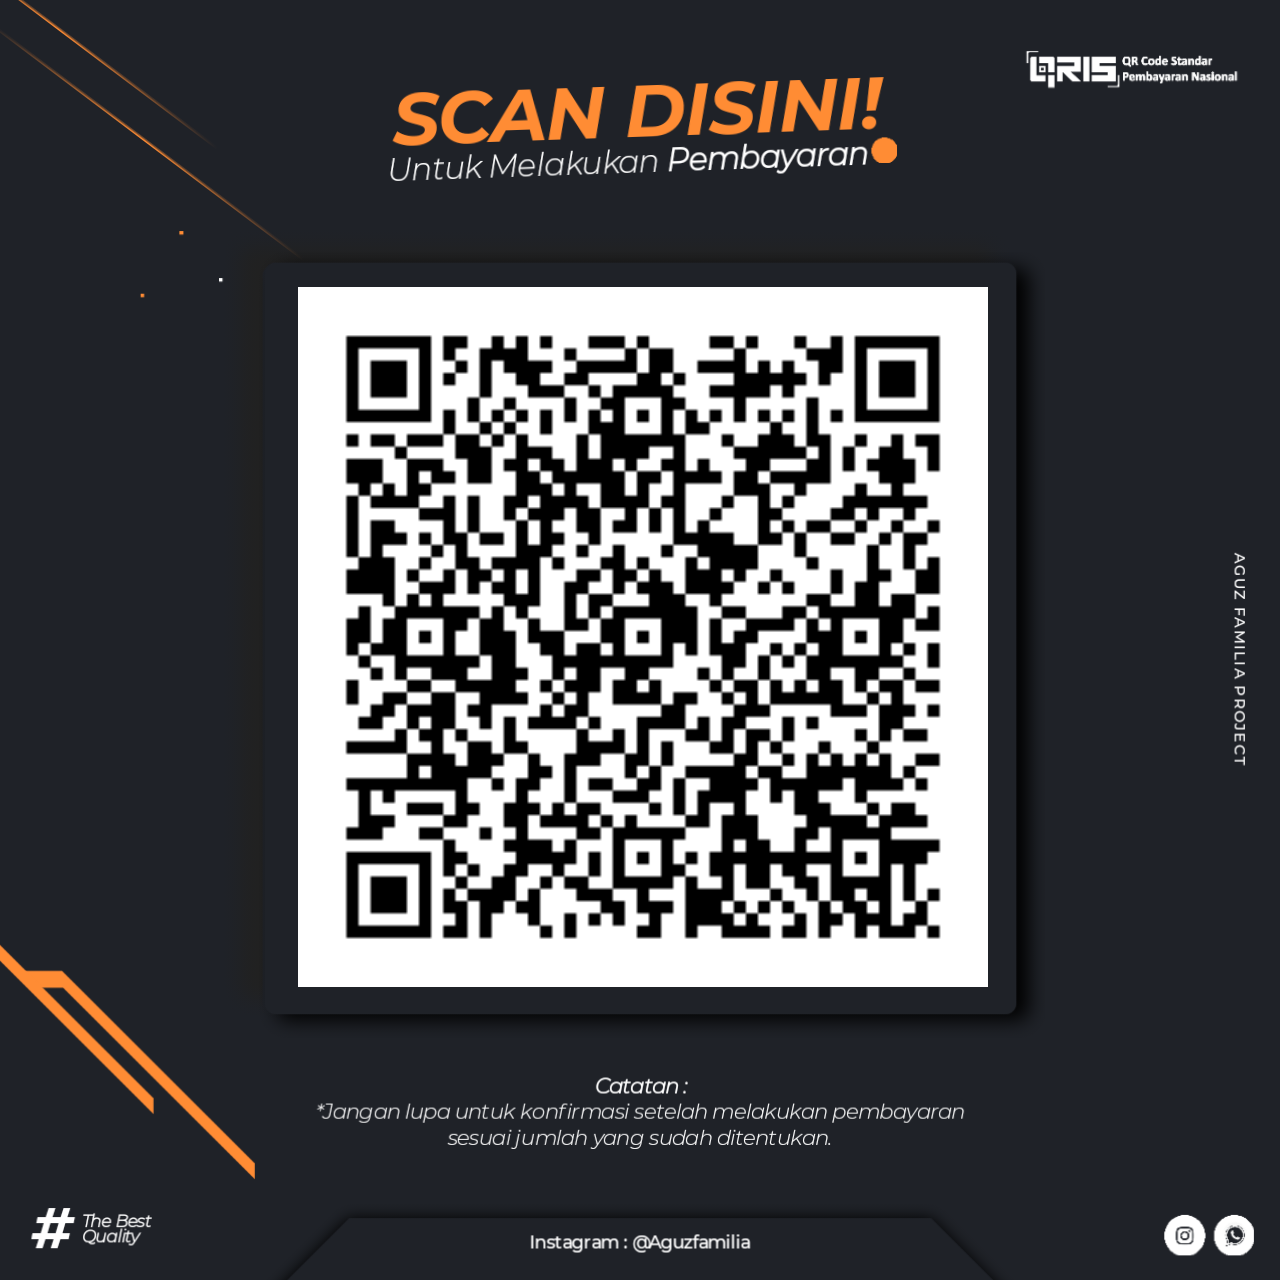 QRIS
QR Code Standar
Pembayaran Nasional
SCAN DISINI!
Untuk Melakukan Pembayaran
AGUZ FAMILIA PROJECT
Catatan :
*Jangan lupa untuk konfirmasi setelah melakukan pembayaran
sesuai jumlah yang sudah ditentukan.
# The Best
Quality
Instagram : @Aguzfamilia